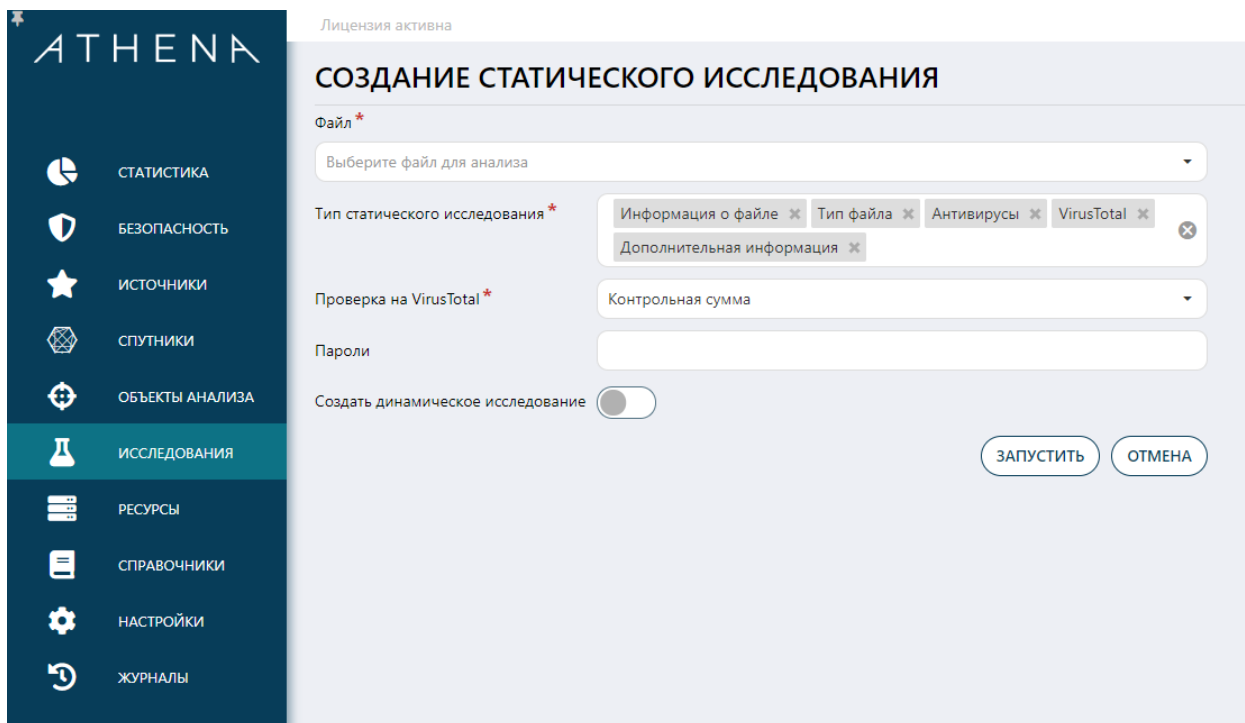 ATHENA
Лицензия активна
СОЗДАНИЕ СТАТИЧЕСКОГО ИССЛЕДОВАНИЯ
Файл *
Выберите файл для анализа
Тип статического исследования *
Информация о файле
Тип файла
Антивирусы
VirusTotal
Дополнительная информация
Проверка на VirusTotal *
Контрольная сумма
Пароли
Создать динамическое исследование
ЗАПУСТИТЬ
ОТМЕНА
СТАТИСТИКА
БЕЗОПАСНОСТЬ
ИСТОЧНИКИ
СПУТНИКИ
ОБЪЕКТЫ АНАЛИЗА
ИССЛЕДОВАНИЯ
РЕСУРСЫ
СПРАВОЧНИКИ
НАСТРОЙКИ
ЖУРНАЛЫ